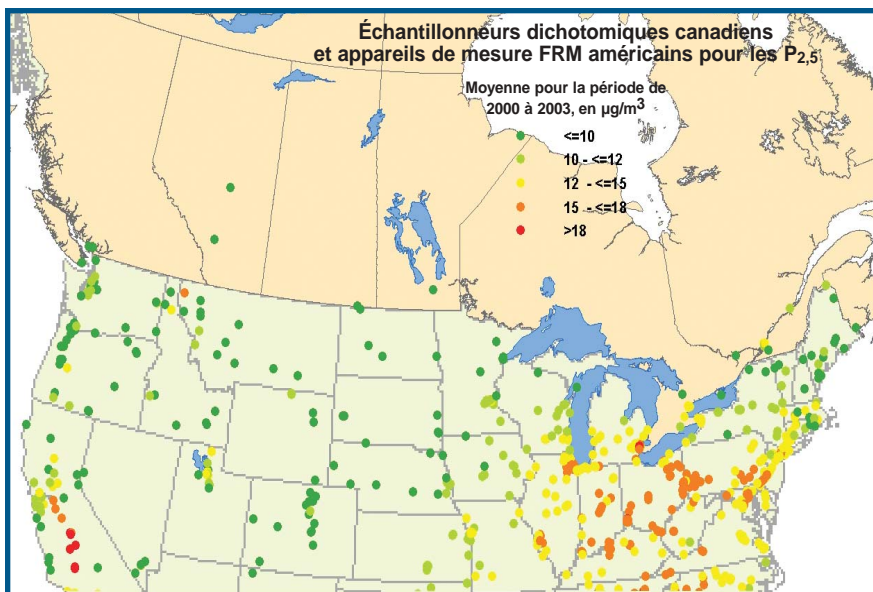 Échantillonneurs dichotomiques canadiens
et appareils de mesure FRM américains pour les P2,5
Moyenne pour la période de
2000 à 2003, en µg/m3
<=10
10 - <=12
12 - <=15
15 - <=18
>18